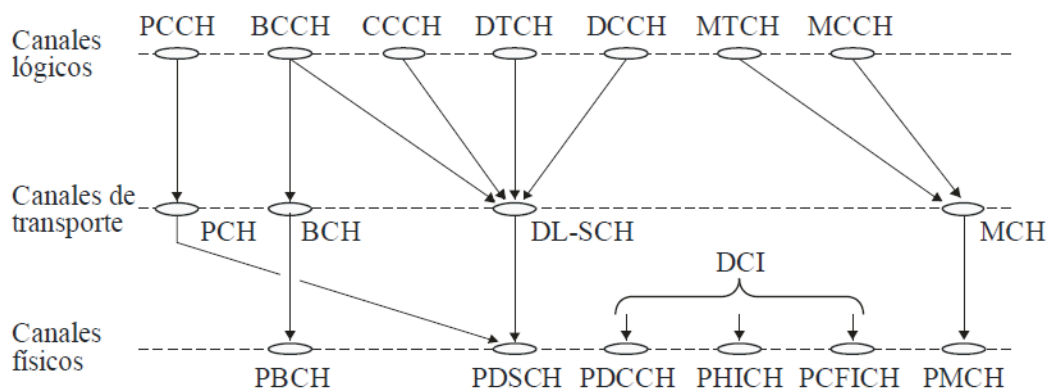 PCCH BCCH CCCH DTCH DCCH MTCH MCCH
Canales
lógicos
Canales de
transporte
PCH BCH DL-SCH MCH
DCI
Canales
físicos
PBCH PDSCH PDCCH PHICH PCFICH PMCH